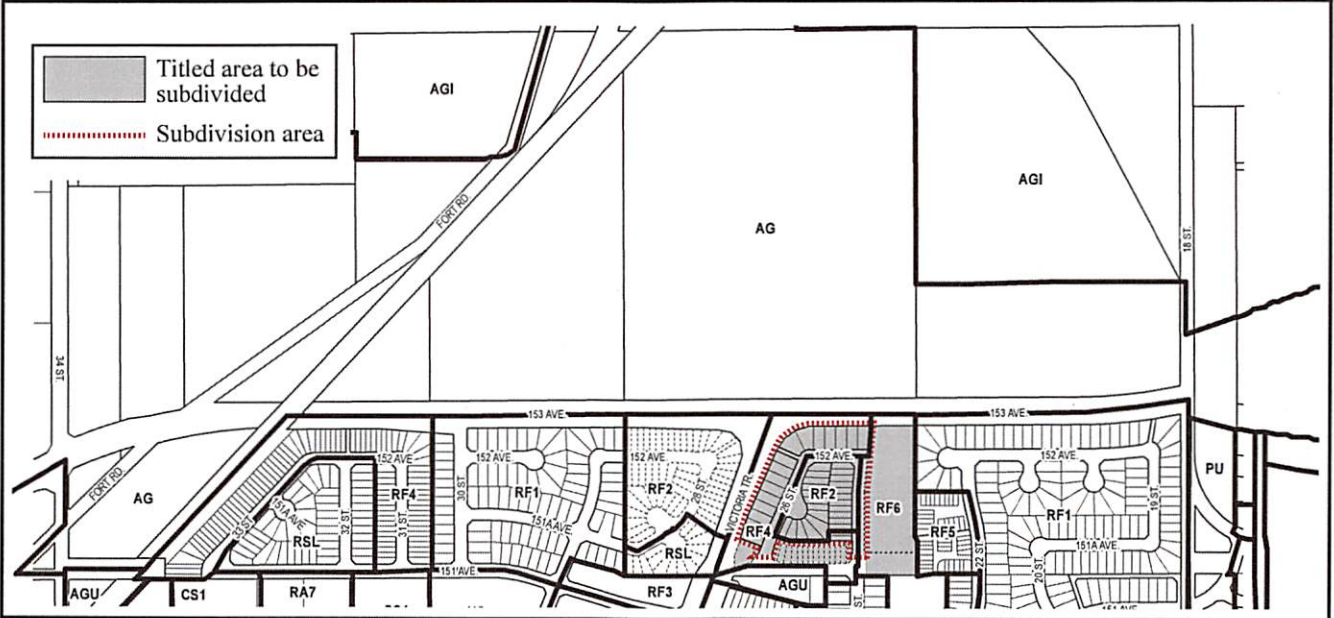 Titled area to be
subdivided
Subdivision area
AGI
FORT RD
AG
AGI
18 ST.
34 ST.
153 AVE.
153 AVE.
152 AVE.
152 AVE.
152 AVE.
152 AVE.
152 AVE.
FORT RD
AG
RF4
30 ST.
RF1
RF2
28 ST.
VICTORIA TR.
26 ST.
RF2
RF6
RF5
RF1
19 ST.
PU
151A AVE.
32 ST.
31 ST.
151A AVE.
RSL
RSL
RF4
22 ST.
20 ST.
151A AVE.
151 AVE.
AGU
CS1
RA7
RF3
AGU
ST.